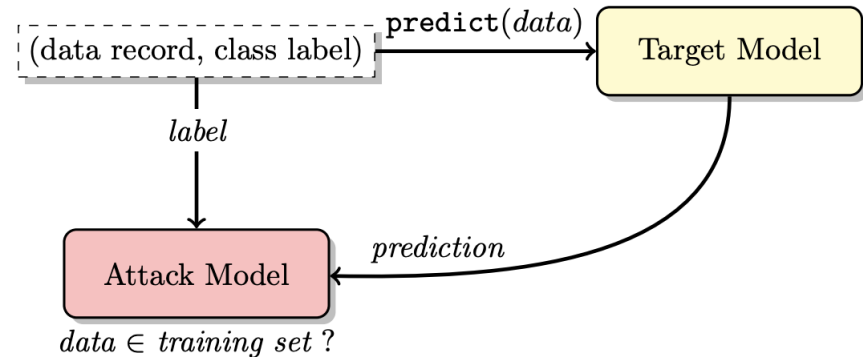 predict(data)
(data record, class label)
Target Model
label
prediction
Attack Model
data ∈ training set ?